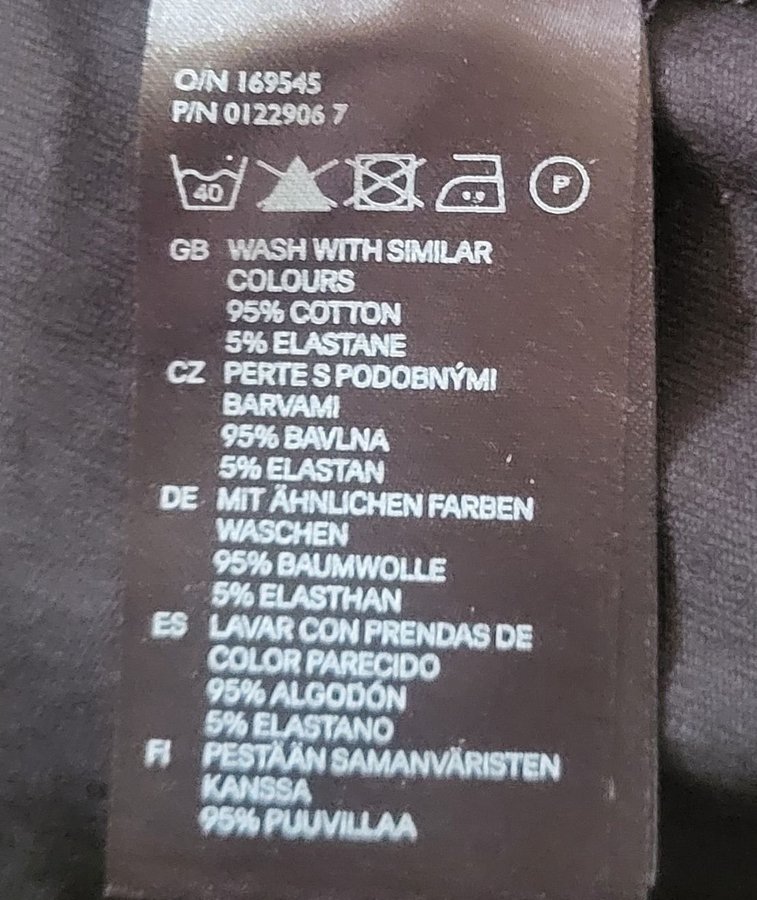 O/N 169545
P/N 0122906 7
40 P
GB WASH WITH SIMILAR
COLOURS
95% COTTON
5% ELASTANE
CZ PERTE S PODOBNÝMI
BARVAMI
95% BAVLNA
5% ELASTAN
DE MIT ÄHNLICHEN FARBEN
WASCHEN
95% BAUMWOLLE
5% ELASTHAN
ES LAVAR CON PRENDAS DE
COLOR PARECIDO
95% ALGODÓN
5% ELASTANO
FI PESTÄÄN SAMANVÄRISTEN
KANSSA
95% PUUVILLAA